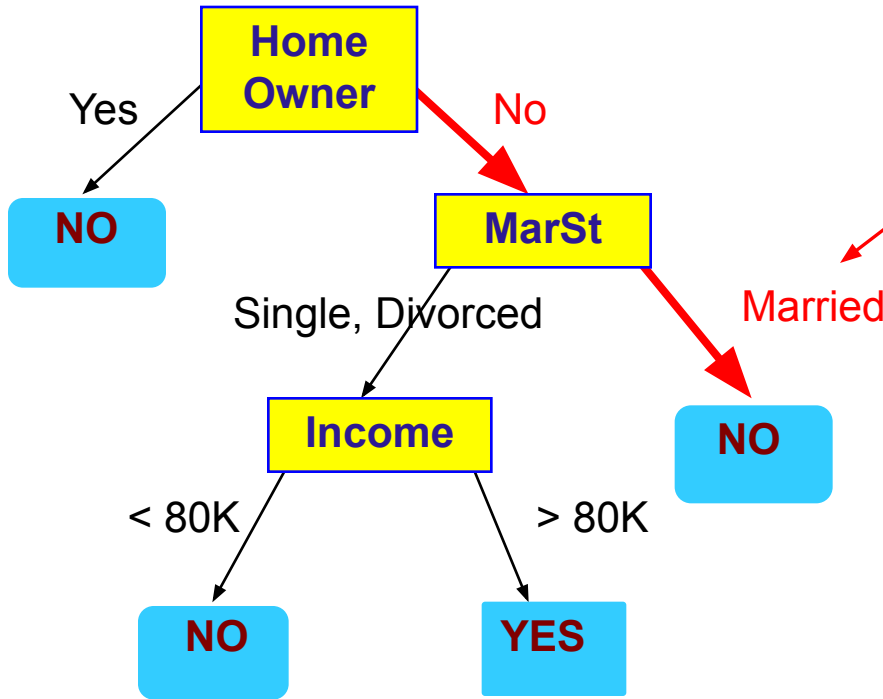 Home
Owner
Yes
No
NO
MarSt
Single, Divorced
Married
Income
NO
< 80K
> 80K
NO
YES